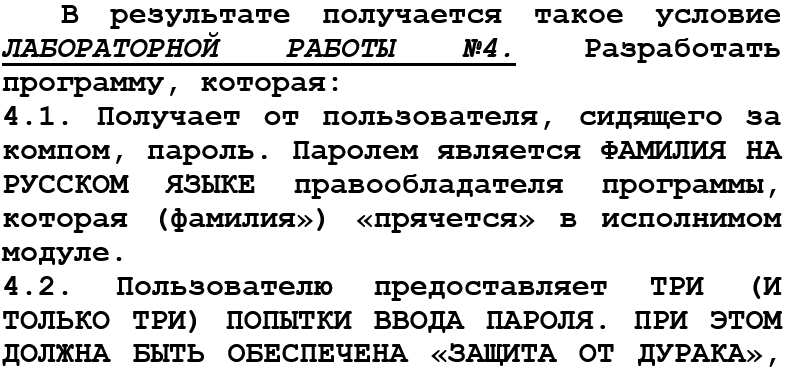 В результате получается такое условие
ЛАБОРАТОРНОЙ РАБОТЫ №4. Разработать
программу, которая:
4.1. Получает от пользователя, сидящего за
компом, пароль. Паролем является ФАМИЛИЯ НА
РУССКОМ ЯЗЫКЕ правообладателя программы,
которая (фамилия») «прячется» в исполнимом
модуле.
4.2. Пользователю предоставляет ТРИ (И
ТОЛЬКО ТРИ) ПОПЫТКИ ВВОДА ПАРОЛЯ. ПРИ ЭТОМ
ДОЛЖНА БЫТЬ ОБЕСПЕЧЕНА «ЗАЩИТА ОТ ДУРАКА»,